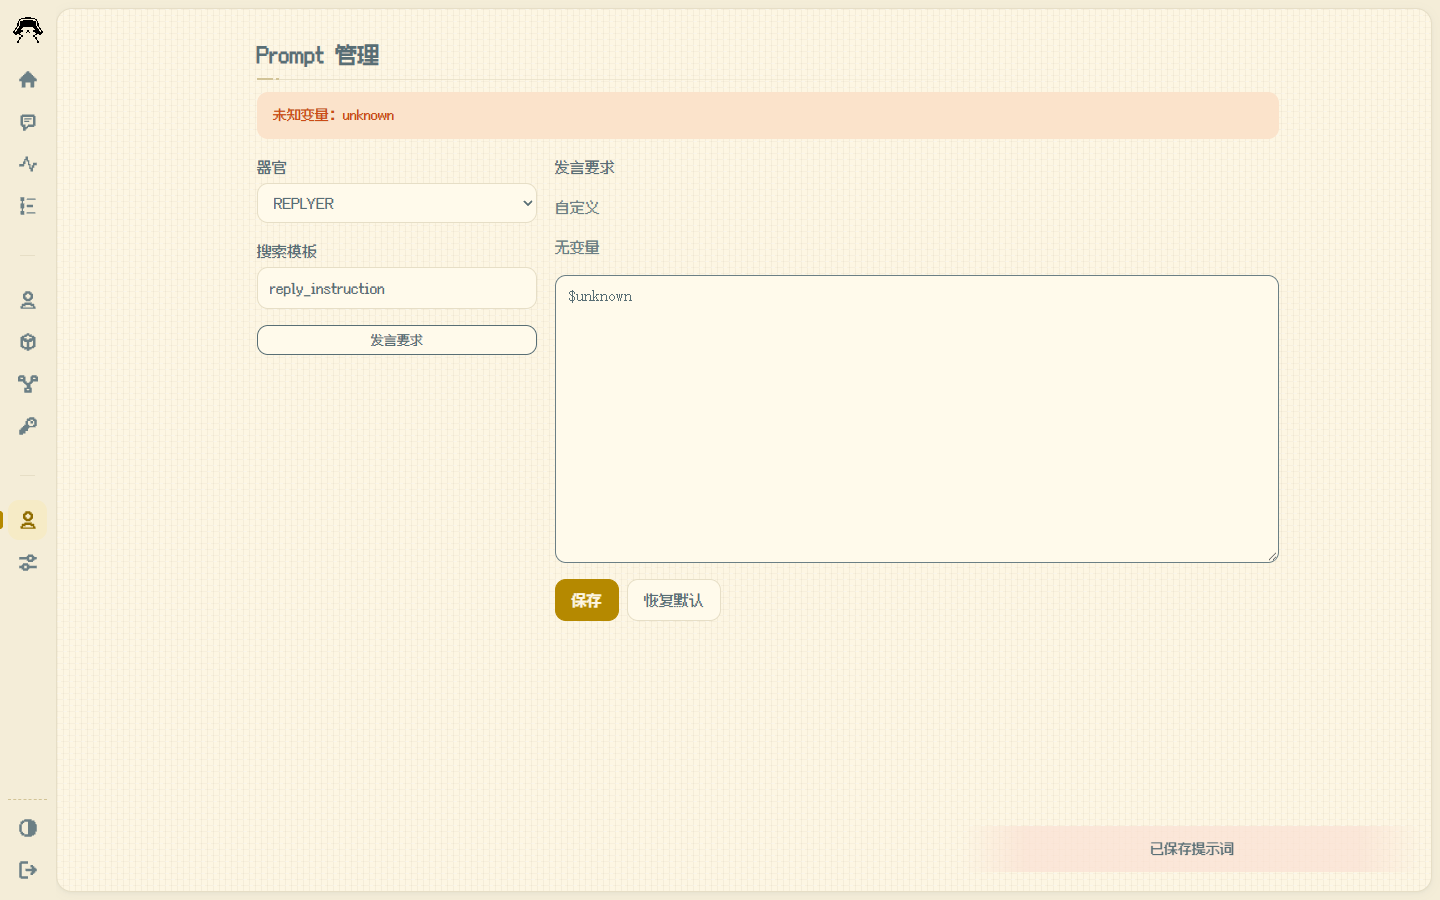 Prompt 管理
未知变量：unknown
器官
REPLYER
搜索模板
reply_instruction
发言要求
发言要求
自定义
无变量
$unknown
保存
恢复默认
已保存提示词